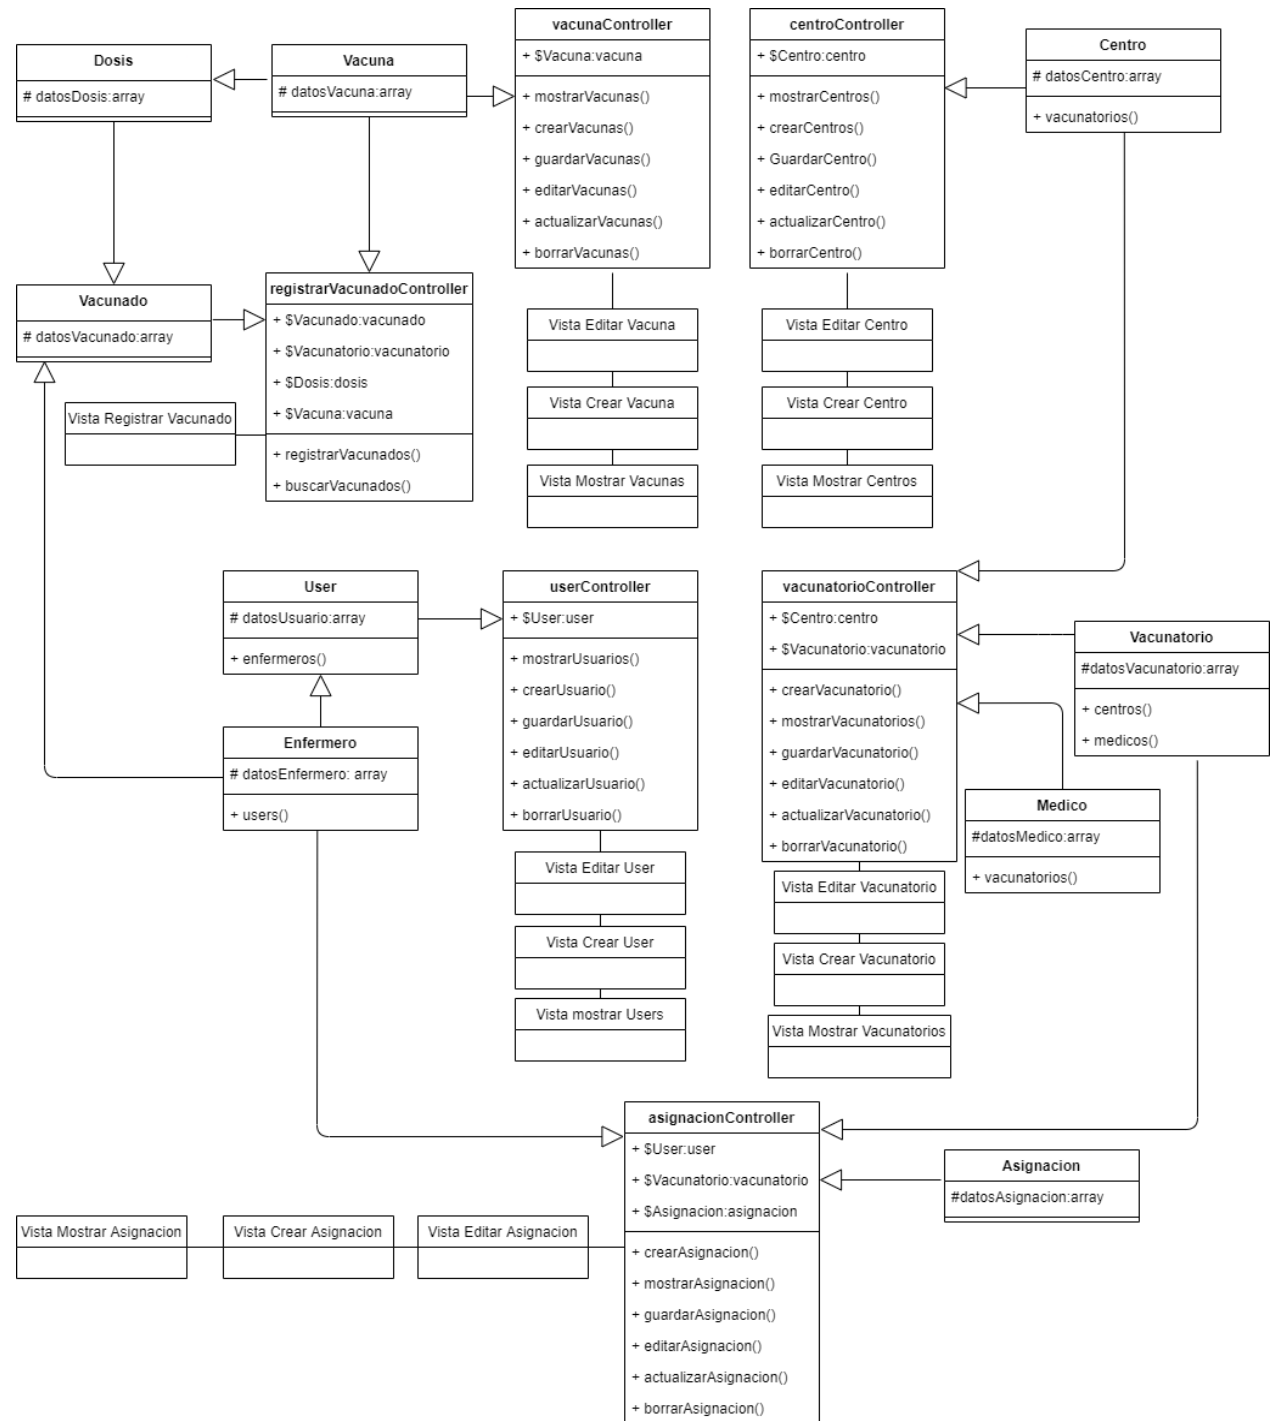 vacunaController
+ $Vacuna:vacuna
+ mostrarVacunas()
+ crearVacunas()
+ guardarVacunas()
+ editarVacunas()
+ actualizarVacunas()
+ borrarVacunas()
centroController
+ $Centro:centro
+ mostrarCentros()
+ crearCentros()
+ GuardarCentro()
+ editarCentro()
+ actualizarCentro()
+ borrarCentro()
Centro
# datosCentro:array
+ vacunatorios()
Dosis
# datosDosis:array
Vacuna
# datosVacuna:array
Vacunado
# datosVacunado:array
registrarVacunadoController
+ $Vacunado:vacunado
+ $Vacunatorio:vacunatorio
+ $Dosis:dosis
+ $Vacuna:vacuna
+ registrarVacunados()
+ buscarVacunados()
Vista Registrar Vacunado
Vista Editar Vacuna
Vista Crear Vacuna
Vista Mostrar Vacunas
Vista Editar Centro
Vista Crear Centro
Vista Mostrar Centros
User
# datosUsuario:array
+ enfermeros()
Enfermero
# datosEnfermero: array
+ users()
userController
+ $User:user
+ mostrarUsuarios()
+ crearUsuario()
+ guardarUsuario()
+ editarUsuario()
+ actualizarUsuario()
+ borrarUsuario()
Vista Editar User
Vista Crear User
Vista mostrar Users
vacunatorioController
+ $Centro:centro
+ $Vacunatorio:vacunatorio
+ crearVacunatorio()
+ mostrarVacunatorios()
+ guardarVacunatorio()
+ editarVacunatorio()
+ actualizarVacunatorio()
+ borrarVacunatorio()
Vista Editar Vacunatorio
Vista Crear Vacunatorio
Vista Mostrar Vacunatorios
Vacunatorio
#datosVacunatorio:array
+ centros()
+ medicos()
Medico
#datosMedico:array
+ vacunatorios()
asignacionController
+ $User:user
+ $Vacunatorio:vacunatorio
+ $Asignacion:asignacion
+ crearAsignacion()
+ mostrarAsignacion()
+ guardarAsignacion()
+ editarAsignacion()
+ actualizarAsignacion()
+ borrarAsignacion()
Asignacion
#datosAsignacion:array
Vista Mostrar Asignacion
Vista Crear Asignacion
Vista Editar Asignacion